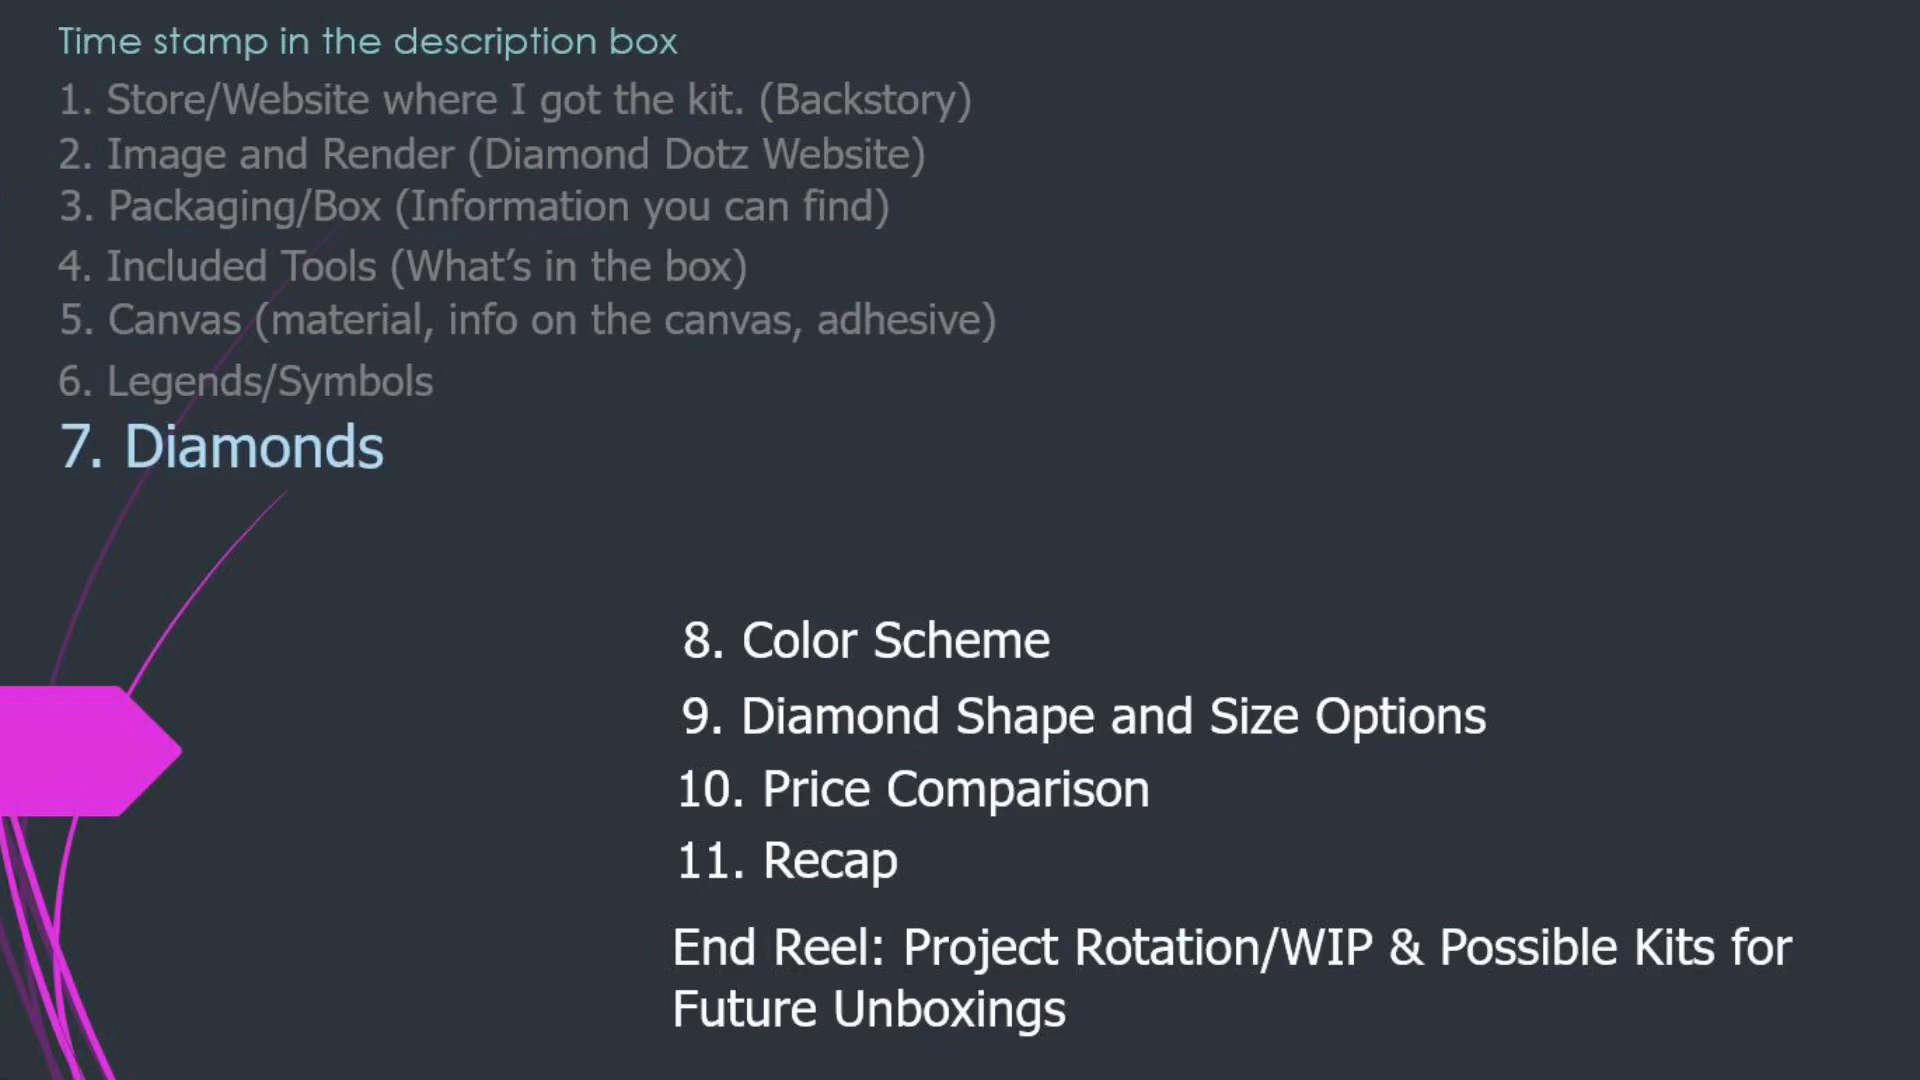 Time stamp in the description box
1. Store/Website where I got the kit. (Backstory)
2. Image and Render (Diamond Dotz Website)
3. Packaging/Box (Information you can find)
4. Included Tools (What’s in the box)
5. Canvas (material, info on the canvas, adhesive)
6. Legends/Symbols
7. Diamonds
8. Color Scheme
9. Diamond Shape and Size Options
10. Price Comparison
11. Recap
End Reel: Project Rotation/WIP & Possible Kits for
Future Unboxings